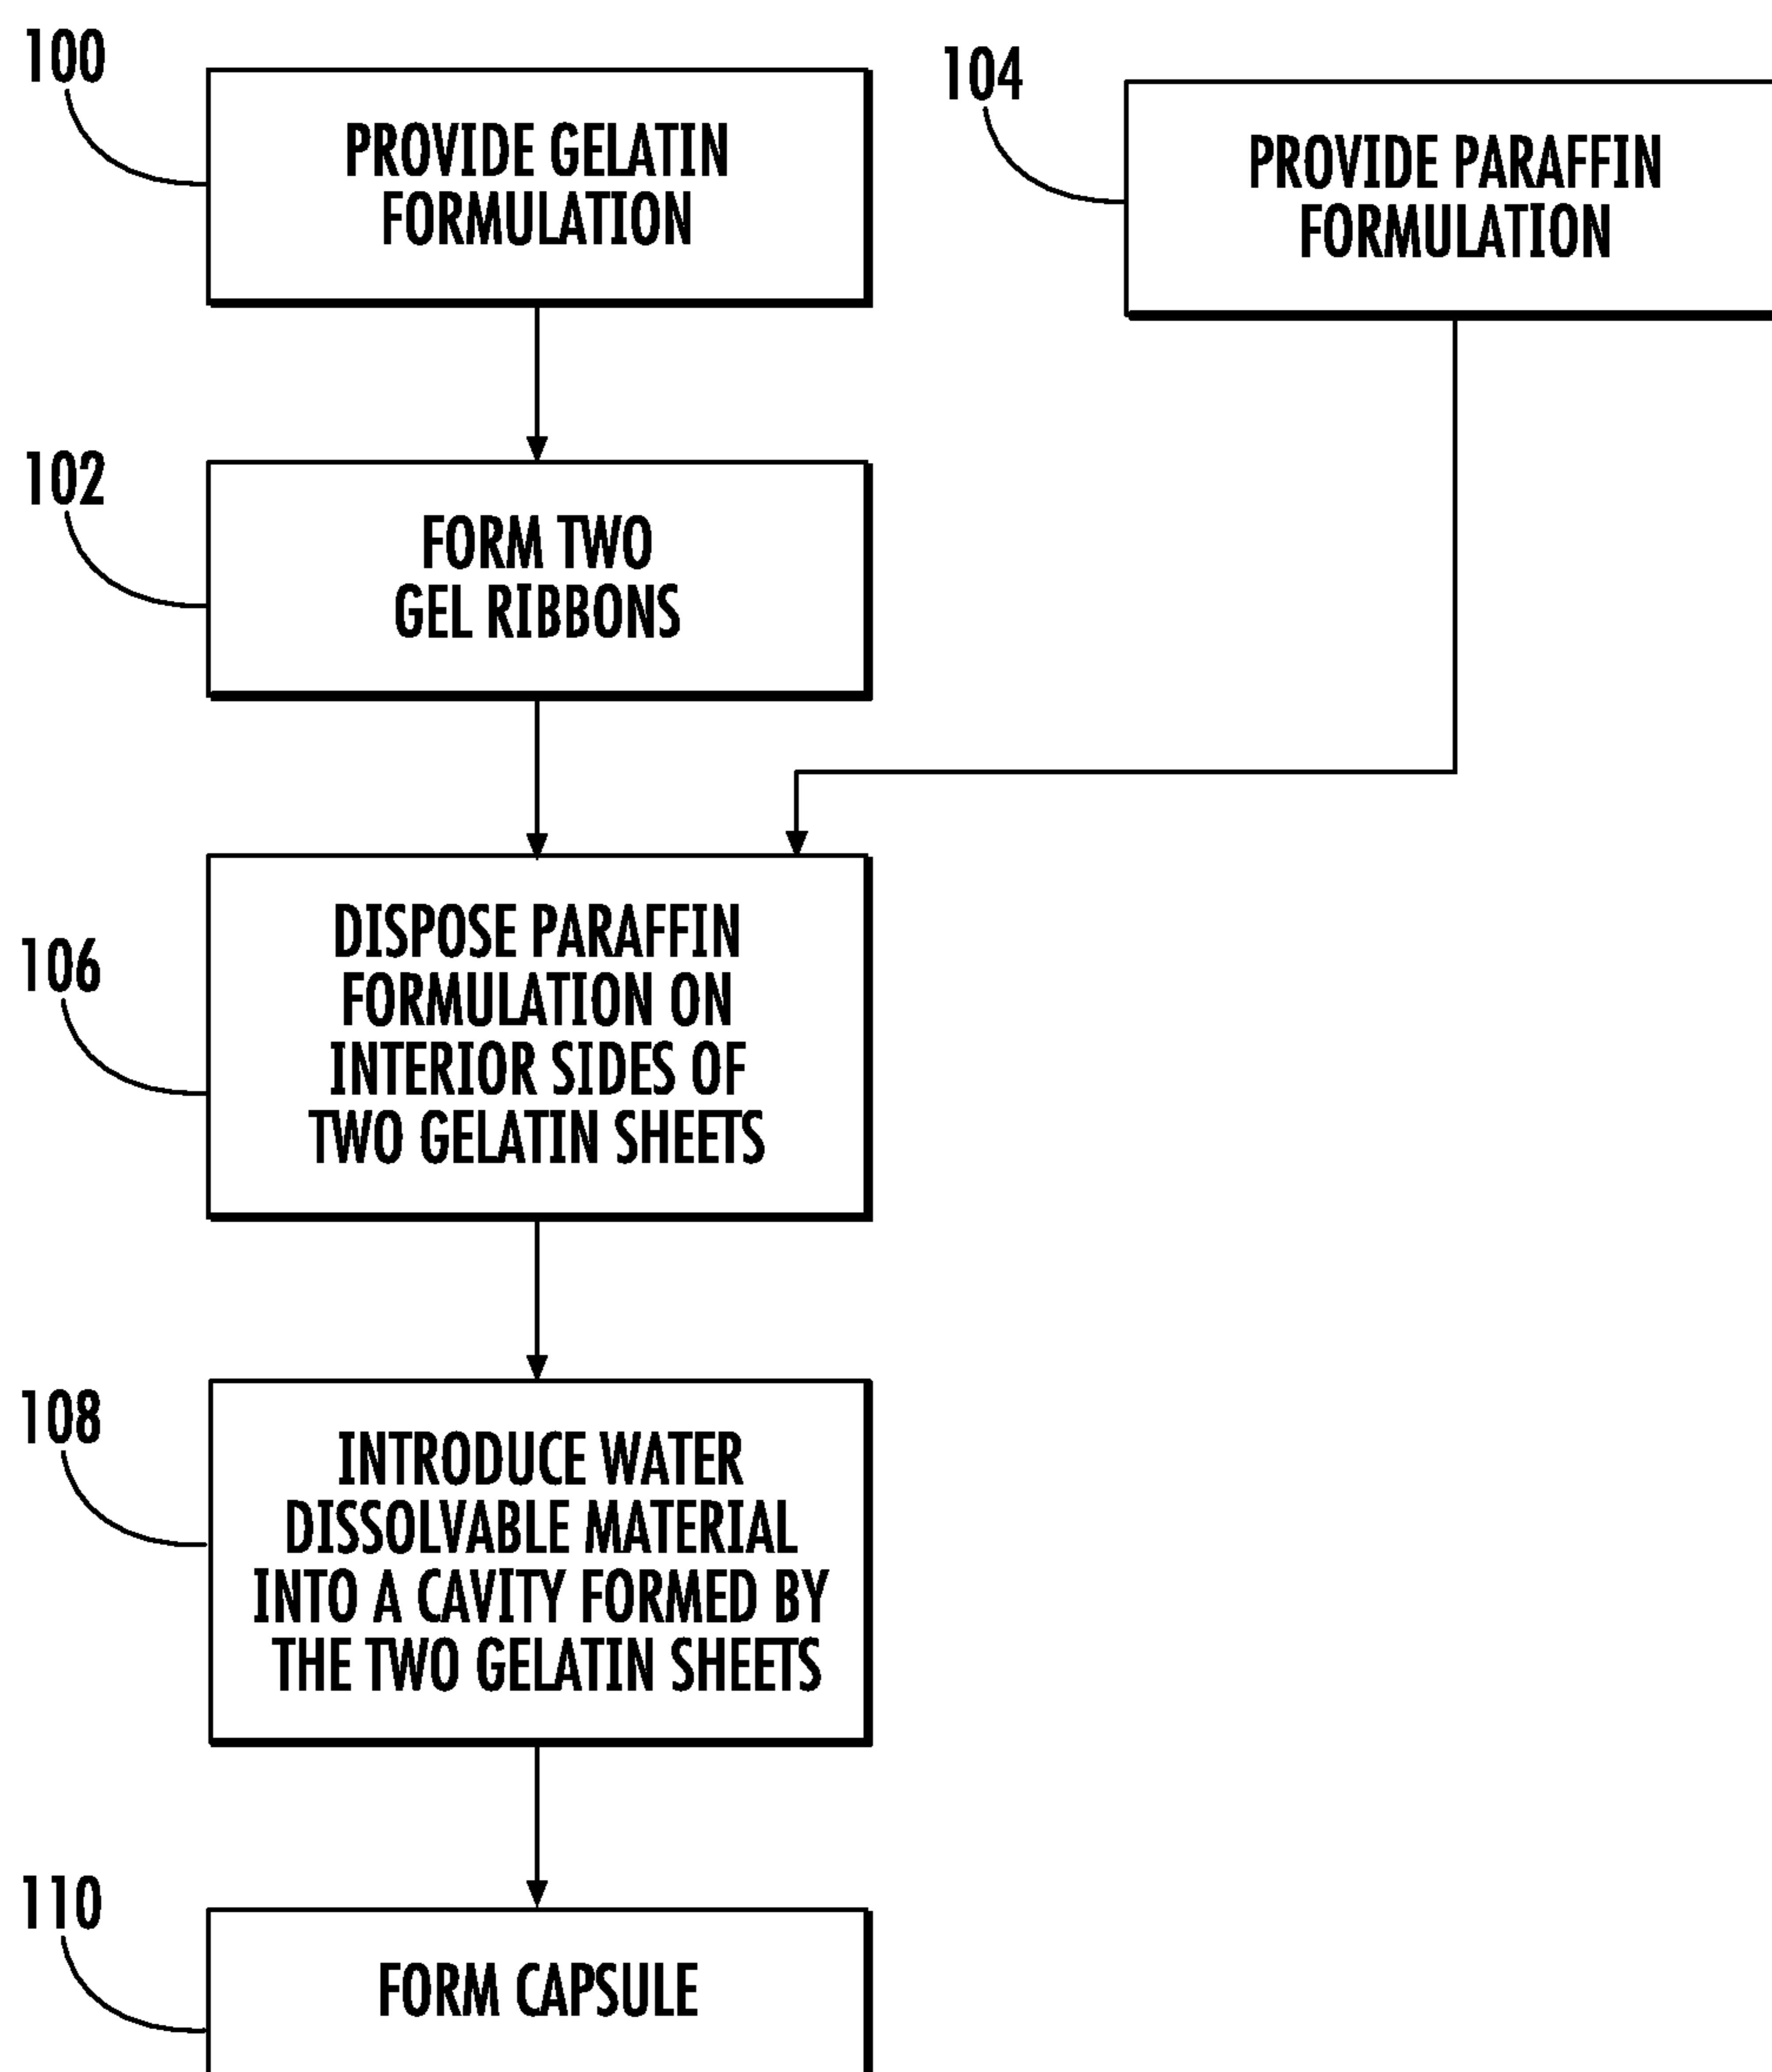 100
PROVIDE GELATIN
FORMULATION
104
PROVIDE PARAFFIN
FORMULATION
102
FORM TWO
GEL RIBBONS
106
DISPOSE PARAFFIN
FORMULATION ON
INTERIOR SIDES OF
TWO GELATIN SHEETS
108
INTRODUCE WATER
DISSOLVABLE MATERIAL
INTO A CAVITY FORMED BY
THE TWO GELATIN SHEETS
110
FORM CAPSULE